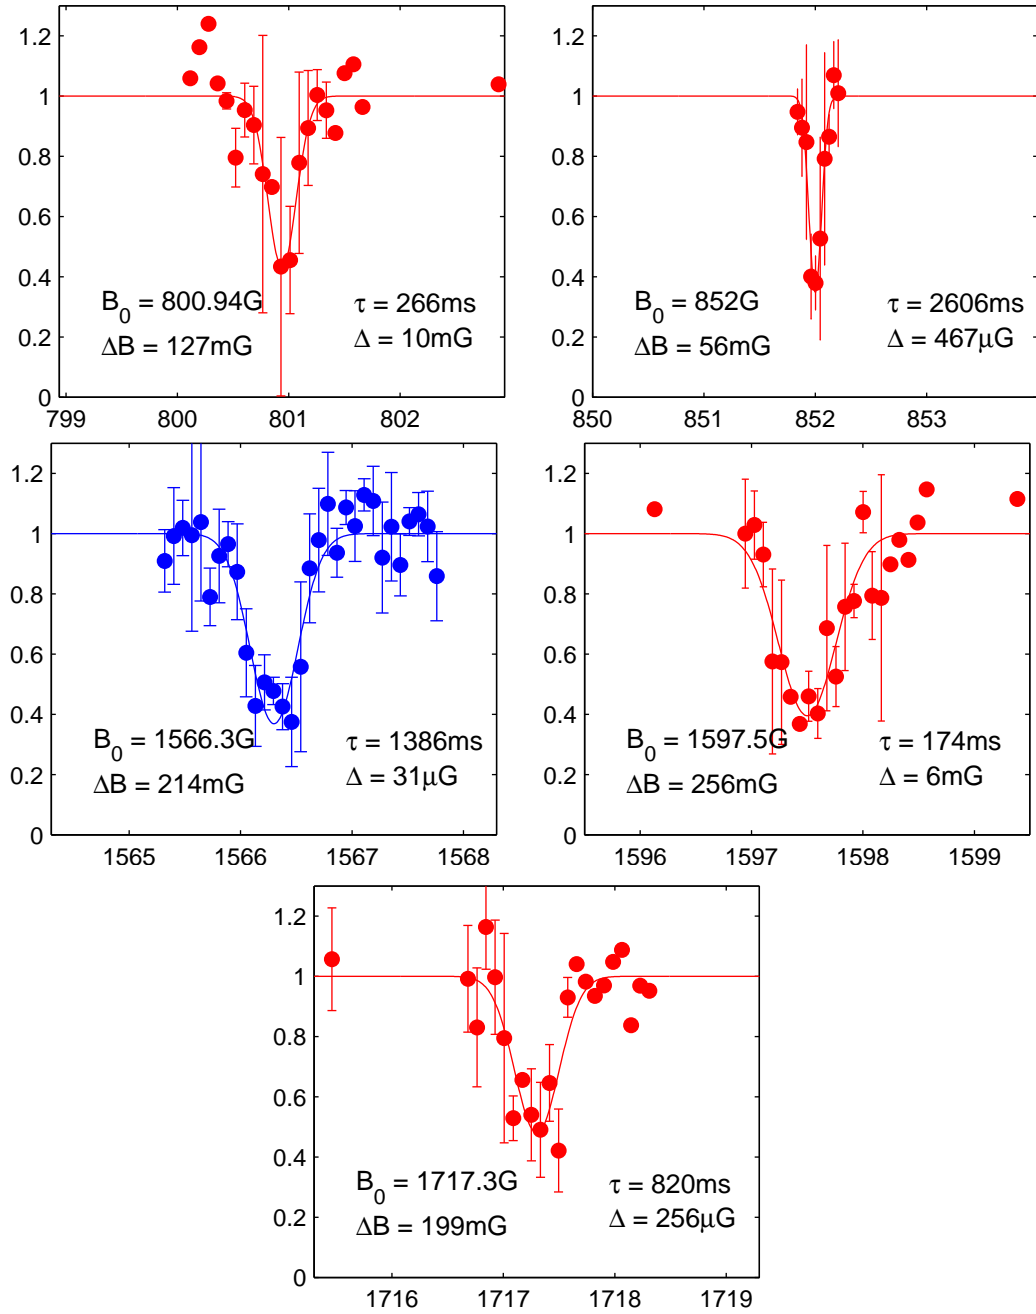 1.2
1
0.8
0.6
0.4
0.2
0
B0 = 800.94G
ΔB = 127mG
τ = 266ms
Δ = 10mG
799 800 801 802
1.2
1
0.8
0.6
0.4
0.2
0
B0 = 852G
ΔB = 56mG
τ = 2606ms
Δ = 467μG
850 851 852 853
1.2
1
0.8
0.6
0.4
0.2
0
B0 = 1566.3G
ΔB = 214mG
τ = 1386ms
Δ = 31μG
1565 1566 1567 1568
1.2
1
0.8
0.6
0.4
0.2
0
B0 = 1597.5G
ΔB = 256mG
τ = 174ms
Δ = 6mG
1596 1597 1598 1599
1.2
1
0.8
0.6
0.4
0.2
0
B0 = 1717.3G
ΔB = 199mG
τ = 820ms
Δ = 256μG
1716 1717 1718 1719